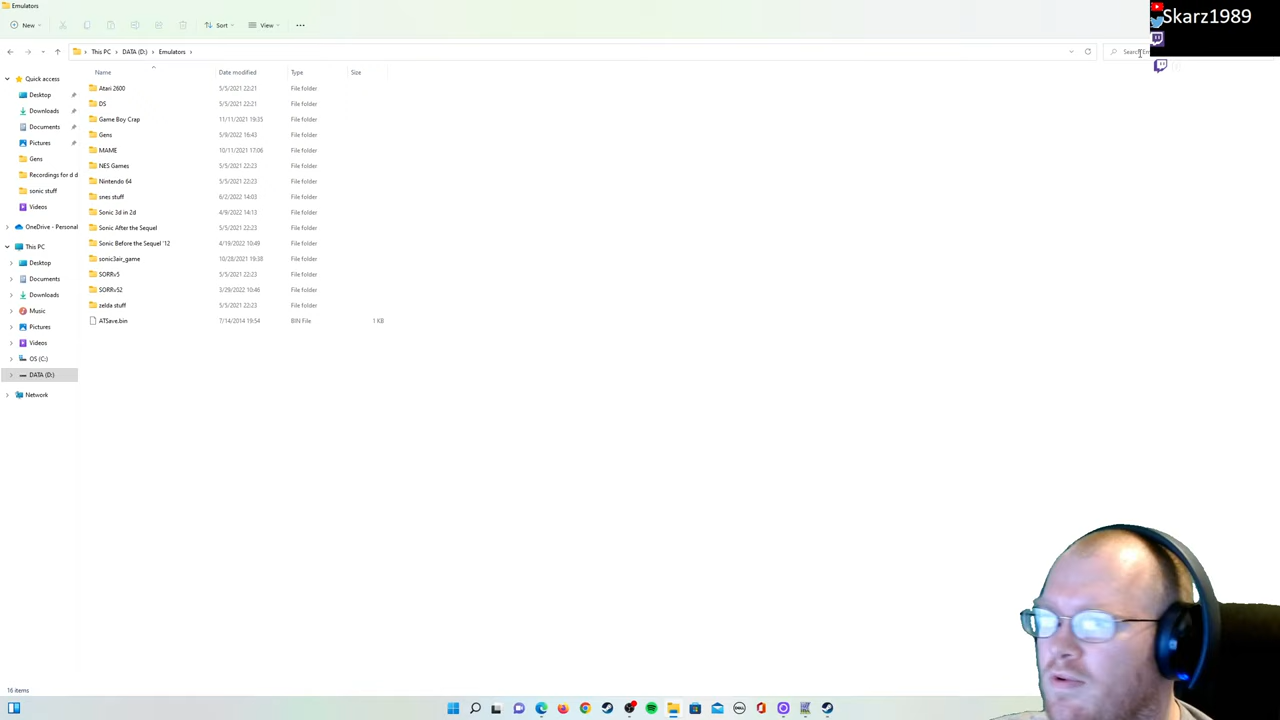 Emulators
Skarz1989
New Sort View
This PC DATA (D:) Emulators Search Em
Name Date modified Type Size
Quick access
Desktop
Downloads
Documents
Pictures
Gens
Recordings for d d
sonic stuff
Videos
OneDrive - Personal
This PC
Desktop
Documents
Downloads
Music
Pictures
Videos
OS (C:)
DATA (D:)
Network
Atari 2600 5/5/2021 22:21 File folder
DS 5/5/2021 22:21 File folder
Game Boy Crap 11/11/2021 19:35 File folder
Gens 5/9/2022 16:43 File folder
MAME 10/11/2021 17:06 File folder
NES Games 5/5/2021 22:23 File folder
Nintendo 64 5/5/2021 22:23 File folder
snes stuff 6/2/2022 14:03 File folder
Sonic 3d in 2d 4/9/2022 14:13 File folder
Sonic After the Sequel 5/5/2021 22:23 File folder
Sonic Before the Sequel '12 4/19/2022 10:49 File folder
sonic3air_game 10/28/2021 19:38 File folder
SORRv5 5/5/2021 22:23 File folder
SORRv52 3/29/2022 10:46 File folder
zelda stuff 5/5/2021 22:23 File folder
ATSave.bin 7/14/2014 19:54 BIN File 1 KB
16 items
DELL